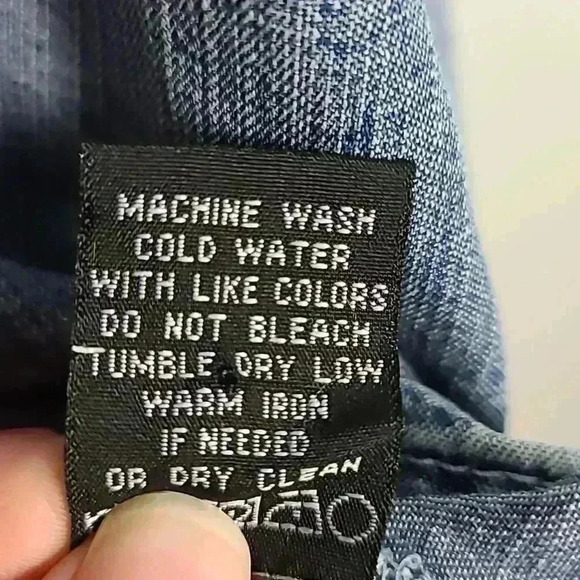 MACHINE WASH
COLD WATER
WITH LIKE COLORS
DO NOT BLEACH
TUMBLE DRY LOW
WARM IRON
IF NEEDED
OR DRY CLEAN